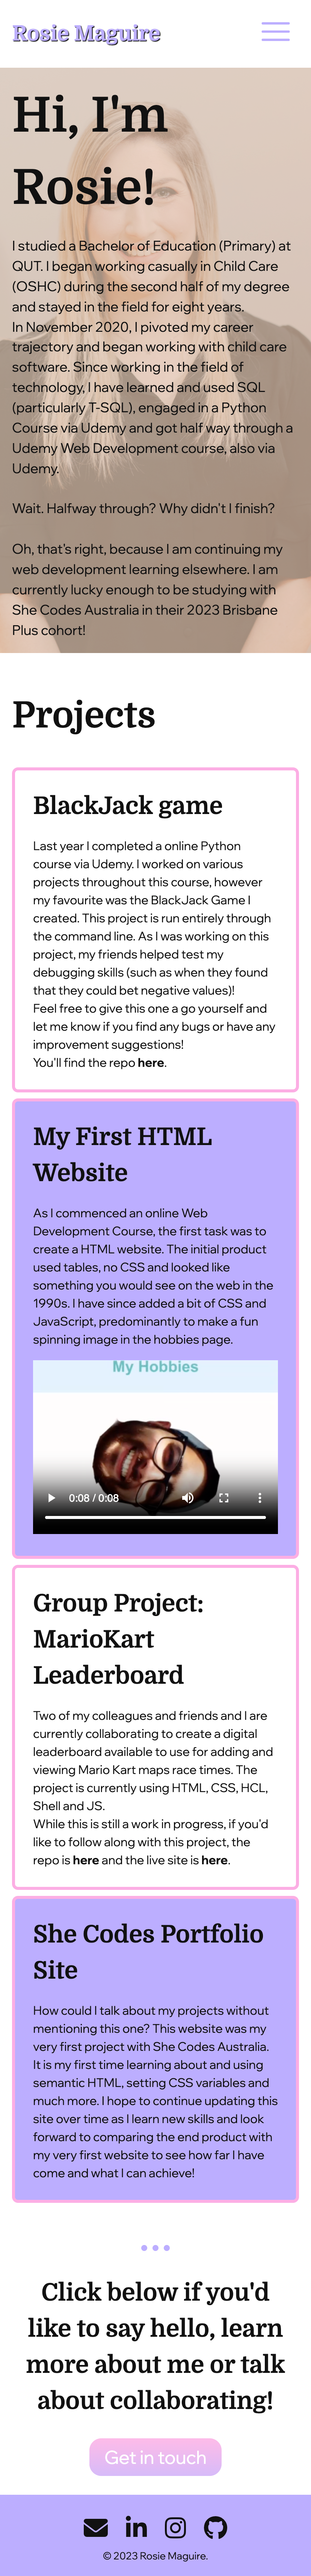 Rosie Maguire
Hi, I'm
Rosie!
I studied a Bachelor of Education (Primary) at
QUT. I began working casually in Child Care
(OSHC) during the second half of my degree
and stayed in the field for eight years.
In November 2020, I pivoted my career
trajectory and began working with child care
software. Since working in the field of
technology, I have learned and used SQL
(particularly T-SQL), engaged in a Python
Course via Udemy and got half way through a
Udemy Web Development course, also via
Udemy.
Wait. Halfway through? Why didn't I finish?
Oh, that's right, because I am continuing my
web development learning elsewhere. I am
currently lucky enough to be studying with
She Codes Australia in their 2023 Brisbane
Plus cohort!
Projects
BlackJack game
Last year I completed a online Python
course via Udemy. I worked on various
projects throughout this course, however
my favourite was the BlackJack Game I
created. This project is run entirely through
the command line. As I was working on this
project, my friends helped test my
debugging skills (such as when they found
that they could bet negative values)!
Feel free to give this one a go yourself and
let me know if you find any bugs or have any
improvement suggestions!
You'll find the repo here.
My First HTML
Website
As I commenced an online Web
Development Course, the first task was to
create a HTML website. The initial product
used tables, no CSS and looked like
something you would see on the web in the
1990s. I have since added a bit of CSS and
JavaScript, predominantly to make a fun
spinning image in the hobbies page.
My Hobbies
0:08 / 0:08
Group Project:
MarioKart
Leaderboard
Two of my colleagues and friends and I are
currently collaborating to create a digital
leaderboard available to use for adding and
viewing Mario Kart maps race times. The
project is currently using HTML, CSS, HCL,
Shell and JS.
While this is still a work in progress, if you'd
like to follow along with this project, the
repo is here and the live site is here.
She Codes Portfolio
Site
How could I talk about my projects without
mentioning this one? This website was my
very first project with She Codes Australia.
It is my first time learning about and using
semantic HTML, setting CSS variables and
much more. I hope to continue updating this
site over time as I learn new skills and look
forward to comparing the end product with
my very first website to see how far I have
come and what I can achieve!
Click below if you'd
like to say hello, learn
more about me or talk
about collaborating!
Get in touch
© 2023 Rosie Maguire.